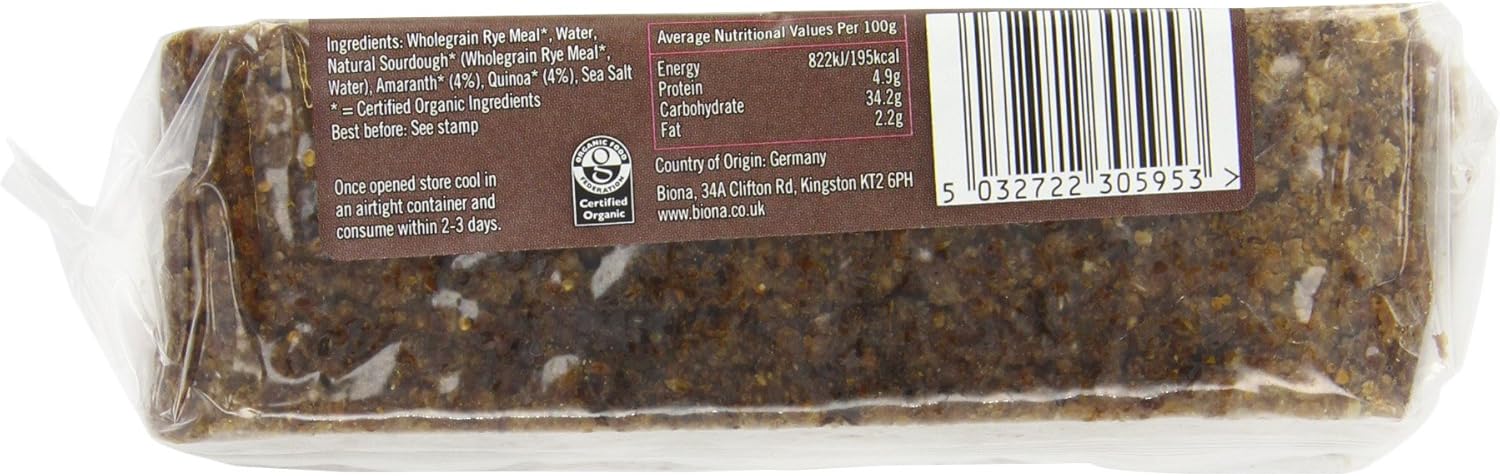 Ingredients: Wholegrain Rye Meal*, Water,
Natural Sourdough* (Wholegrain Rye Meal*,
Water), Amaranth* (4%), Quinoa* (4%), Sea Salt
* = Certified Organic Ingredients
Best before: See stamp
Once opened store cool in
an airtight container and
consume within 2-3 days.
ORGANIC FOOD
FEDERATION
Certified
Organic
Average Nutritional Values Per 100g
Energy 822kJ/195kcal
Protein 4.9g
Carbohydrate 34.2g
Fat 2.2g
Country of Origin: Germany
Biona, 34A Clifton Rd, Kingston KT2 6PH
www.biona.co.uk
5 032722 305953 >